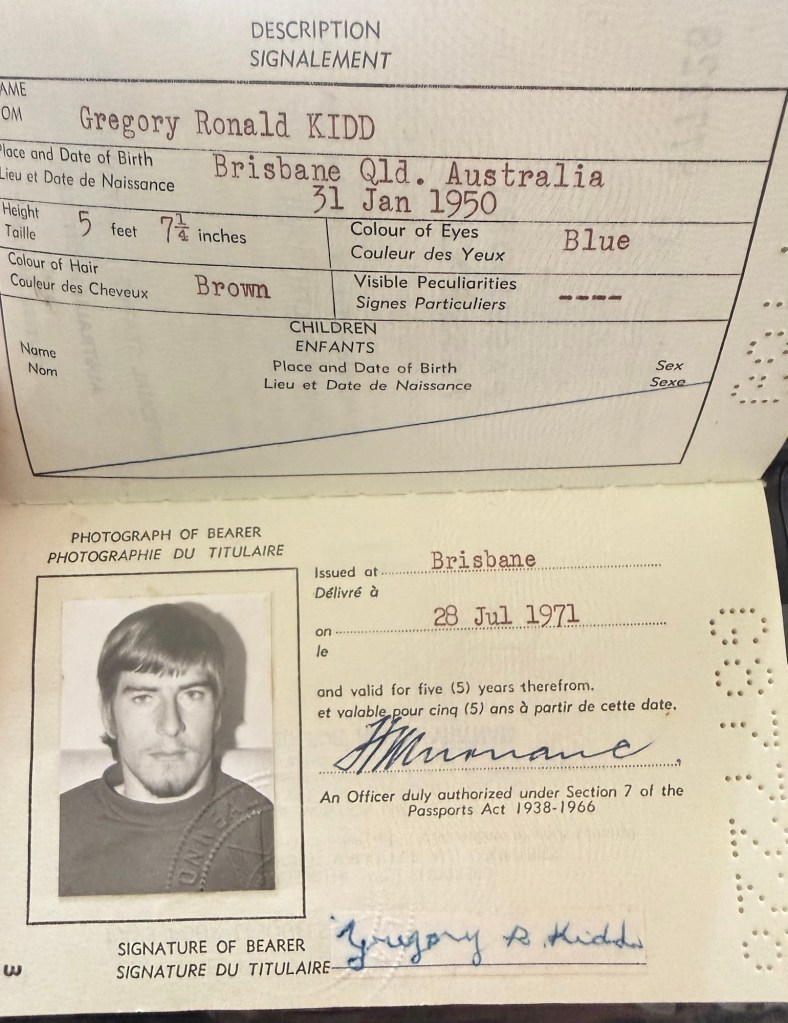 DESCRIPTION
SIGNALEMENT
AME
OM Gregory Ronald KIDD
Place and Date of Birth Brisbane Qld. Australia
Lieu et Date de Naissance 31 Jan 1950
Height 5 feet 7¼ inches
Taille
Colour of Eyes Blue
Couleur des Yeux
Colour of Hair Brown
Couleur des Cheveux
Visible Peculiarities
Signes Particuliers ----
CHILDREN
ENFANTS
Name Place and Date of Birth Sex
Nom Lieu et Date de Naissance Sexe
PHOTOGRAPH OF BEARER
PHOTOGRAPHIE DU TITULAIRE
Issued at Brisbane
Délivré à
on 28 Jul 1971
le
and valid for five (5) years therefrom.
et valable pour cinq (5) ans à partir de cette date.
An Officer duly authorized under Section 7 of the
Passports Act 1938-1966
SIGNATURE OF BEARER Gregory R Kidd
SIGNATURE DU TITULAIRE
3